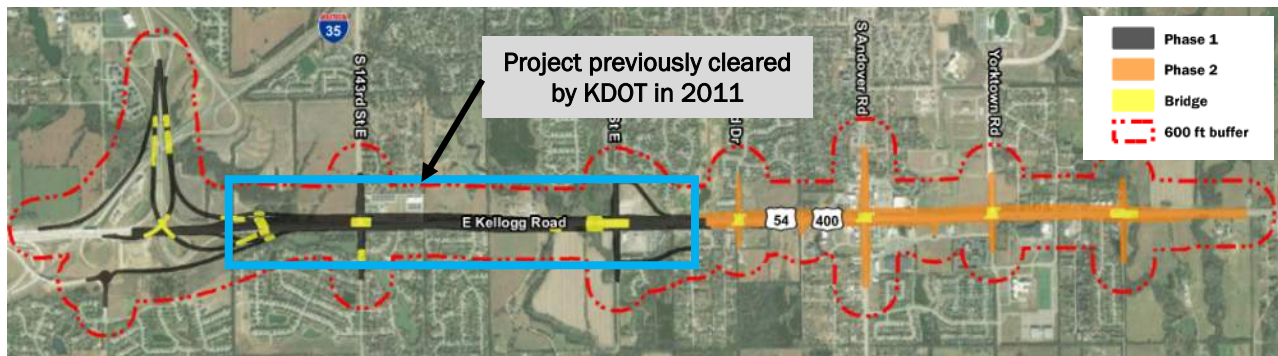 INTERSTATE
35
S 143rd St E
Project previously cleared
by KDOT in 2011
St E
d Dr
S Andover Rd
Yorktown Rd
Phase 1
Phase 2
Bridge
600 ft buffer
E Kellogg Road
54
400